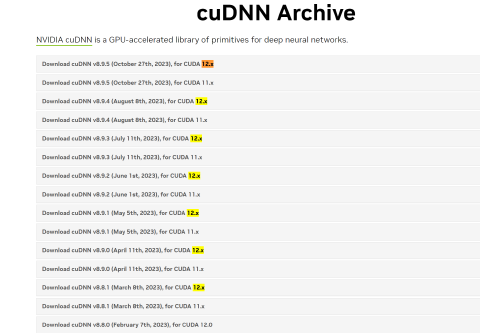 cuDNN Archive
NVIDIA cuDNN is a GPU-accelerated library of primitives for deep neural networks.
Download cuDNN v8.9.5 (October 27th, 2023), for CUDA 12.x
Download cuDNN v8.9.5 (October 27th, 2023), for CUDA 11.x
Download cuDNN v8.9.4 (August 8th, 2023), for CUDA 12.x
Download cuDNN v8.9.4 (August 8th, 2023), for CUDA 11.x
Download cuDNN v8.9.3 (July 11th, 2023), for CUDA 12.x
Download cuDNN v8.9.3 (July 11th, 2023), for CUDA 11.x
Download cuDNN v8.9.2 (June 1st, 2023), for CUDA 12.x
Download cuDNN v8.9.2 (June 1st, 2023), for CUDA 11.x
Download cuDNN v8.9.1 (May 5th, 2023), for CUDA 12.x
Download cuDNN v8.9.1 (May 5th, 2023), for CUDA 11.x
Download cuDNN v8.9.0 (April 11th, 2023), for CUDA 12.x
Download cuDNN v8.9.0 (April 11th, 2023), for CUDA 11.x
Download cuDNN v8.8.1 (March 8th, 2023), for CUDA 12.x
Download cuDNN v8.8.1 (March 8th, 2023), for CUDA 11.x
Download cuDNN v8.8.0 (February 7th, 2023), for CUDA 12.0